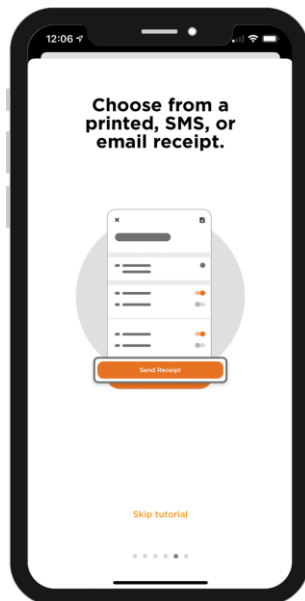 12:06
Choose from a
printed, SMS, or
email receipt.
Send Receipt
Skip tutorial